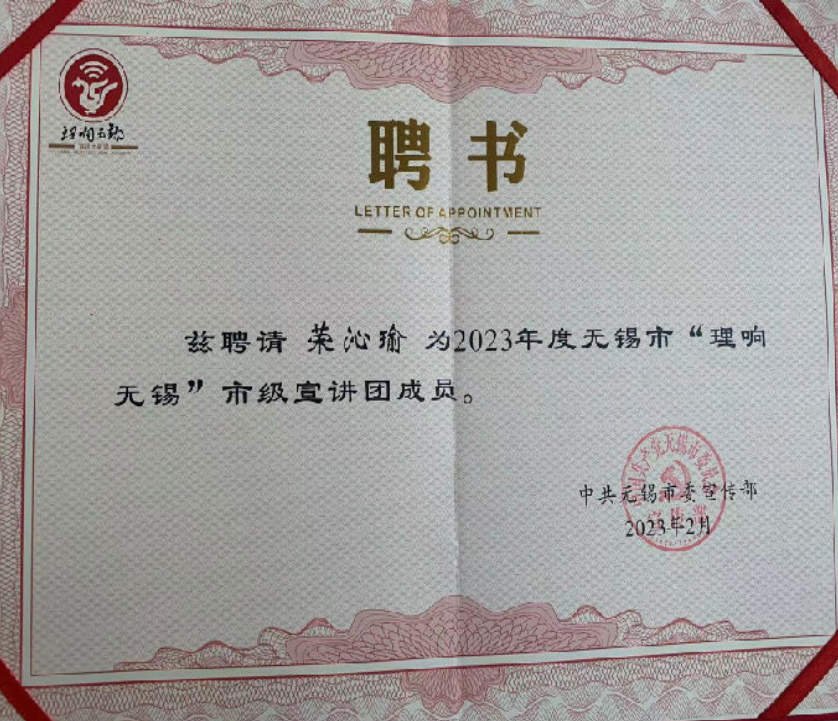 理响无锡
聘书
LETTER OF APPOINTMENT
兹聘请 荣沁瑜 为2023年度无锡市“理响
无锡”市级宣讲团成员。
中共无锡市委宣传部
2023年2月